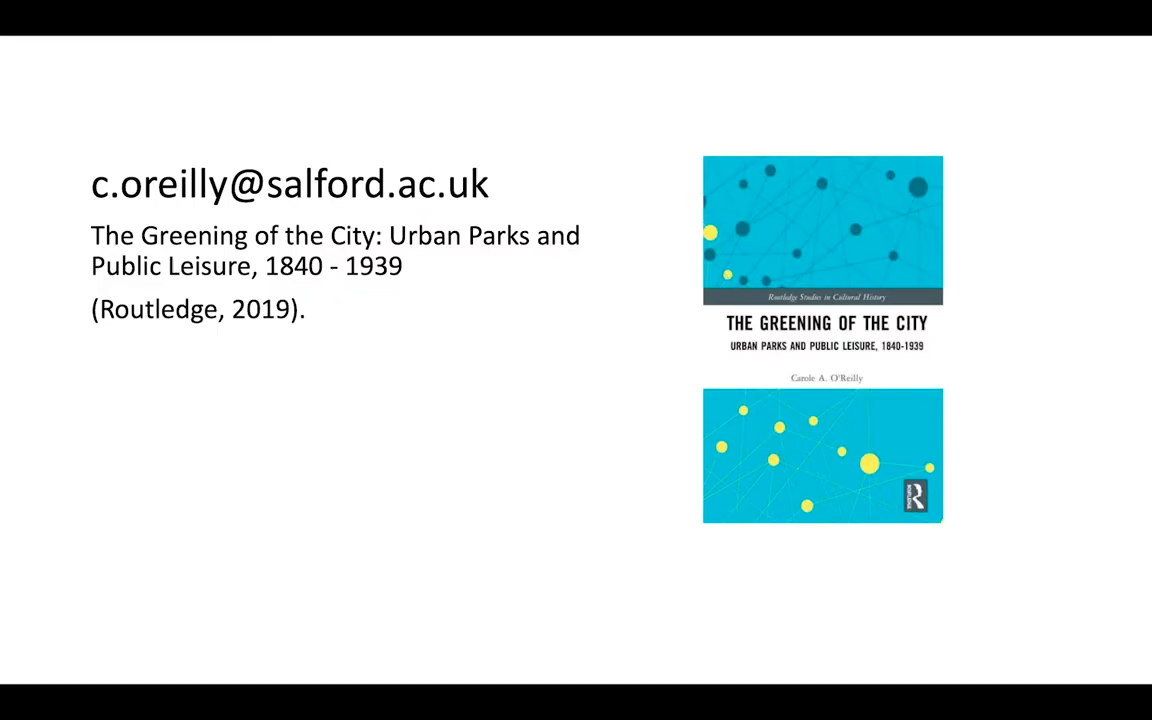 c.oreilly@salford.ac.uk
The Greening of the City: Urban Parks and
Public Leisure, 1840 - 1939
(Routledge, 2019).
Routledge Studies in Cultural History
THE GREENING OF THE CITY
URBAN PARKS AND PUBLIC LEISURE, 1840-1939
Carole A. O'Reilly